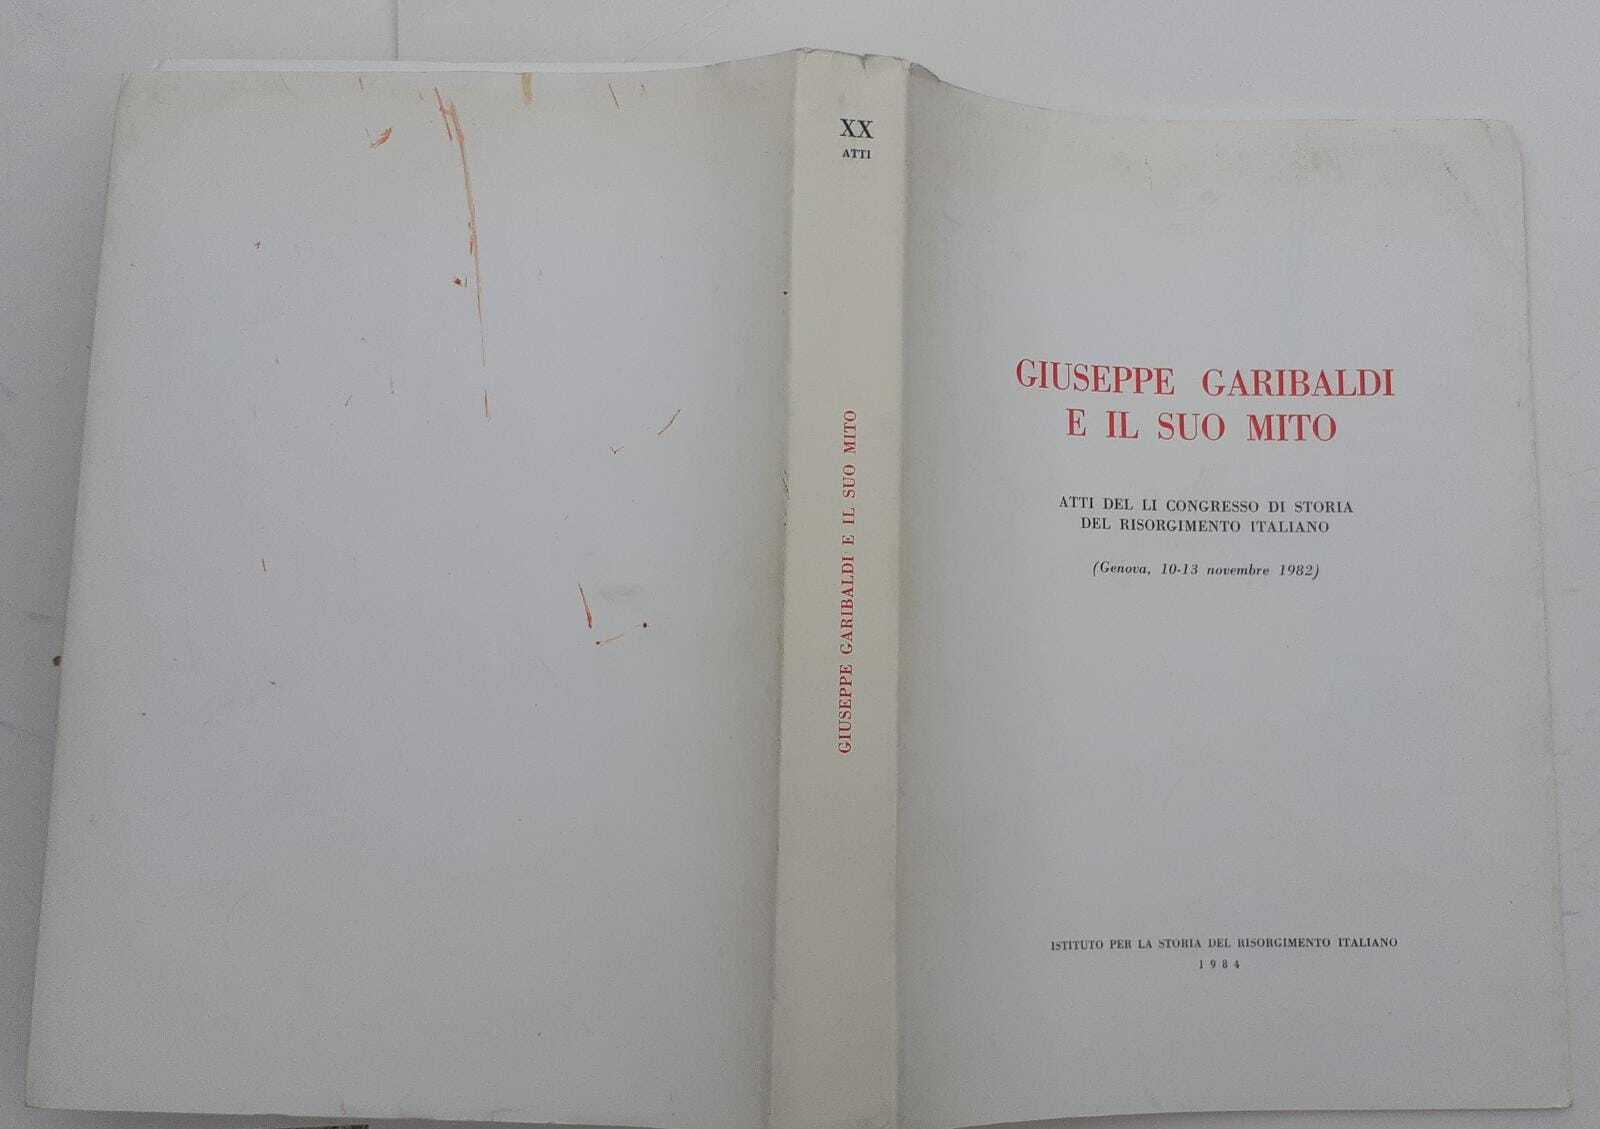 XX
ATTI
GIUSEPPE GARIBALDI E IL SUO MITO
GIUSEPPE GARIBALDI
E IL SUO MITO
ATTI DEL LI CONGRESSO DI STORIA
DEL RISORGIMENTO ITALIANO
(Genova, 10-13 novembre 1982)
ISTITUTO PER LA STORIA DEL RISORGIMENTO ITALIANO
1984